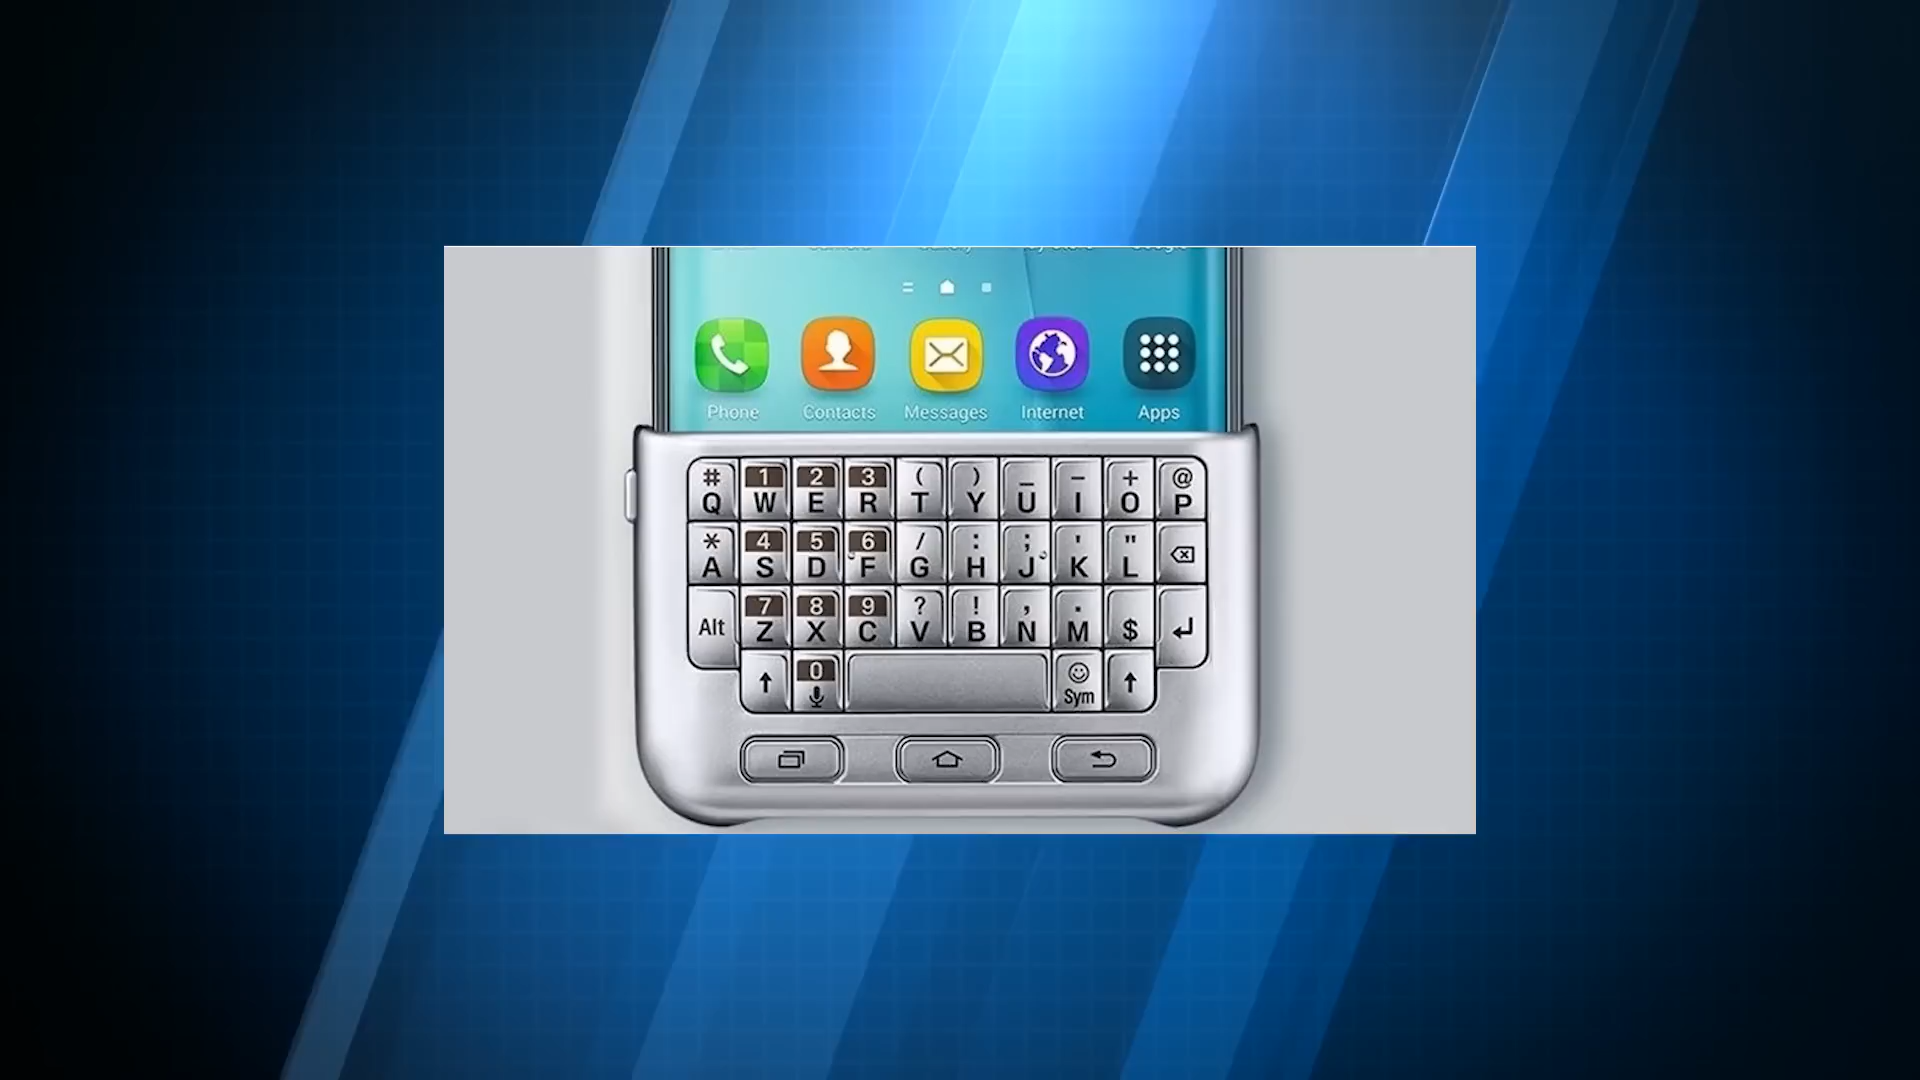 Phone Contacts Messages Internet Apps
# 1 2 3 ( ) _ - + @
Q W E R T Y U I O P
* 4 5 6 / : ; ' "
A S D F G H J K L
7 8 9 ? ! , .
Alt Z X C V B N M $
0
Sym